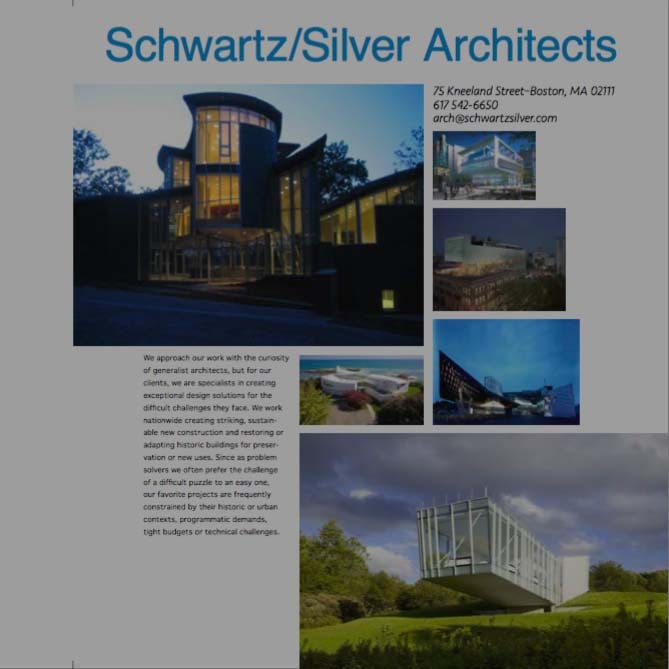 Schwartz/Silver Architects
75 Kneeland Street–Boston, MA 02111
617 542-6650
arch@schwartzsilver.com
We approach our work with the curiosity
of generalist architects, but for our
clients, we are specialists in creating
exceptional design solutions for the
difficult challenges they face. We work
nationwide creating striking, sustain-
able new construction and restoring or
adapting historic buildings for preser-
vation or new uses. Since as problem
solvers we often prefer the challenge
of a difficult puzzle to an easy one,
our favorite projects are frequently
constrained by their historic or urban
contexts, programmatic demands,
tight budgets or technical challenges.